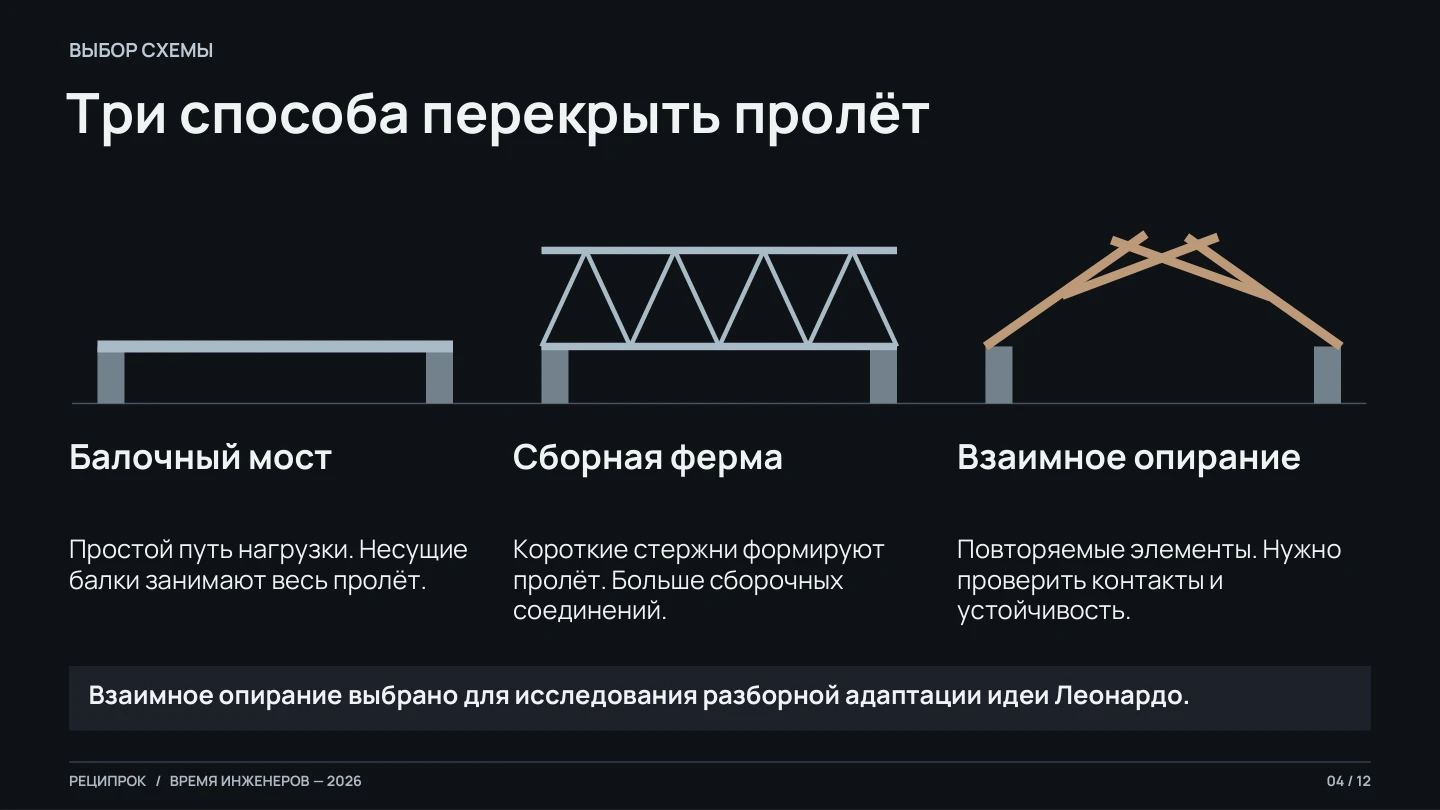 ВЫБОР СХЕМЫ
Три способа перекрыть пролёт
Балочный мост
Простой путь нагрузки. Несущие
балки занимают весь пролёт.
Сборная ферма
Короткие стержни формируют
пролёт. Больше сборочных
соединений.
Взаимное опирание
Повторяемые элементы. Нужно
проверить контакты и
устойчивость.
Взаимное опирание выбрано для исследования разборной адаптации идеи Леонардо.
РЕЦИПРОК / ВРЕМЯ ИНЖЕНЕРОВ — 2026
04 / 12